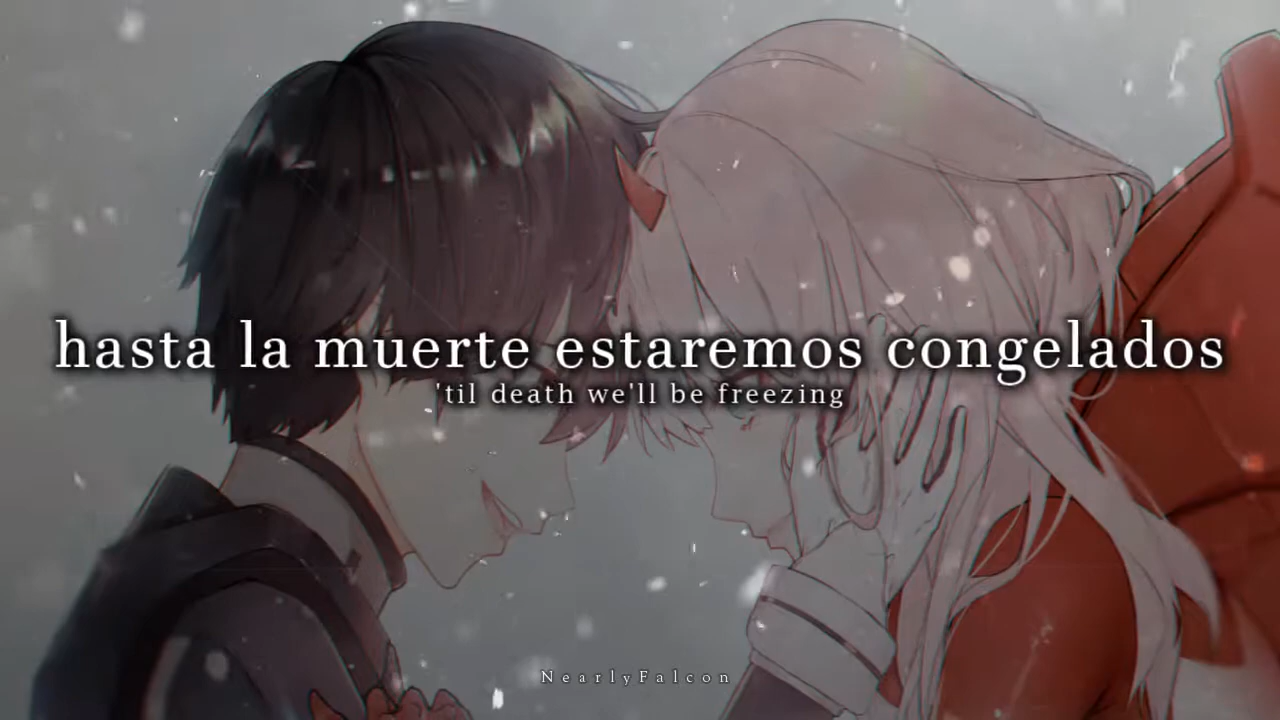 hasta la muerte estaremos congelados
'til death we'll be freezing
NearlyFalcon